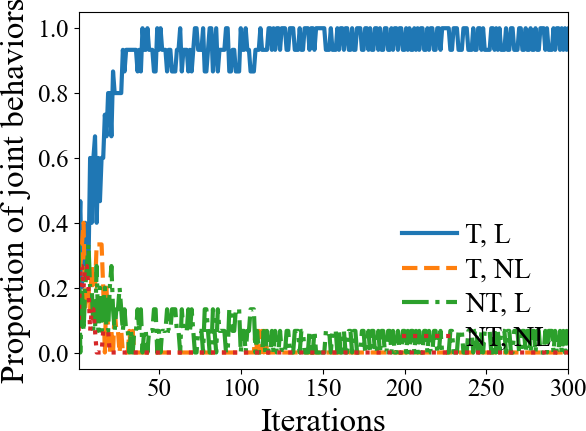 Proportion of joint behaviors
1.0
0.8
0.6
0.4
0.2
0.0
T, L
T, NL
NT, L
NT, NL
50 100 150 200 250 300
Iterations